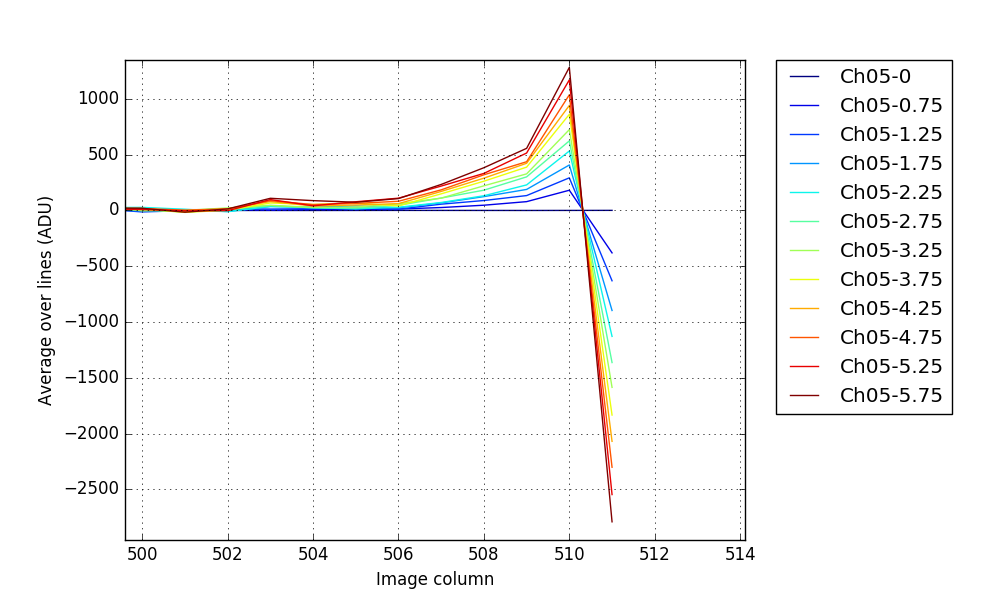 1000
500
0
−500
−1000
−1500
−2000
−2500
500 502 504 506 508 510 512 514
Image column
Average over lines (ADU)
Ch05-0
Ch05-0.75
Ch05-1.25
Ch05-1.75
Ch05-2.25
Ch05-2.75
Ch05-3.25
Ch05-3.75
Ch05-4.25
Ch05-4.75
Ch05-5.25
Ch05-5.75